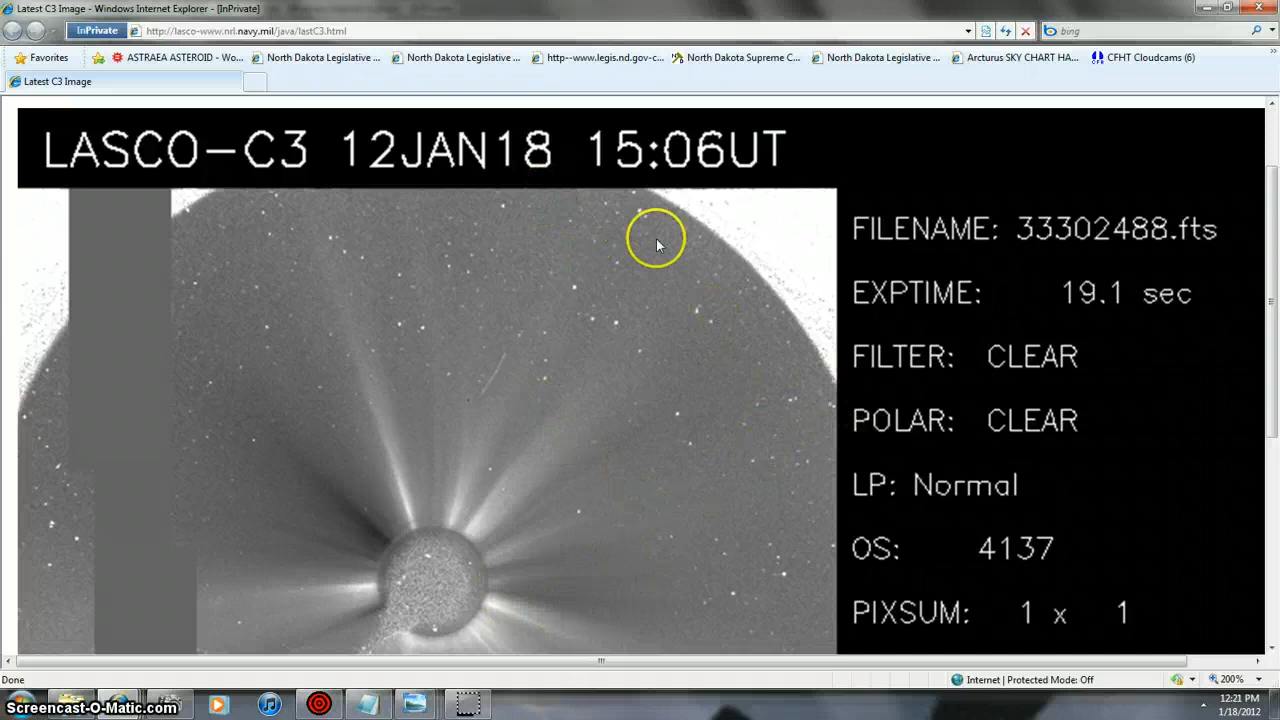 Latest C3 Image - Windows Internet Explorer - [InPrivate]
InPrivate
http://lasco-www.nrl.navy.mil/java/lastC3.html
bing
Favorites
ASTRAEA ASTEROID - Wo...
North Dakota Legislative ...
North Dakota Legislative ...
http--www.legis.nd.gov-c...
North Dakota Supreme C...
North Dakota Legislative ...
Arcturus SKY CHART HA...
CFHT Cloudcams (5)
Latest C3 Image
LASCO-C3 12JAN18 15:06UT
FILENAME: 33302488.fts
EXPTIME: 19.1 sec
FILTER: CLEAR
POLAR: CLEAR
LP: Normal
OS: 4137
PIXSUM: 1 x 1
Done
Internet | Protected Mode: Off
200%
Screencast-O-Matic.com
12:21 PM
1/18/2012